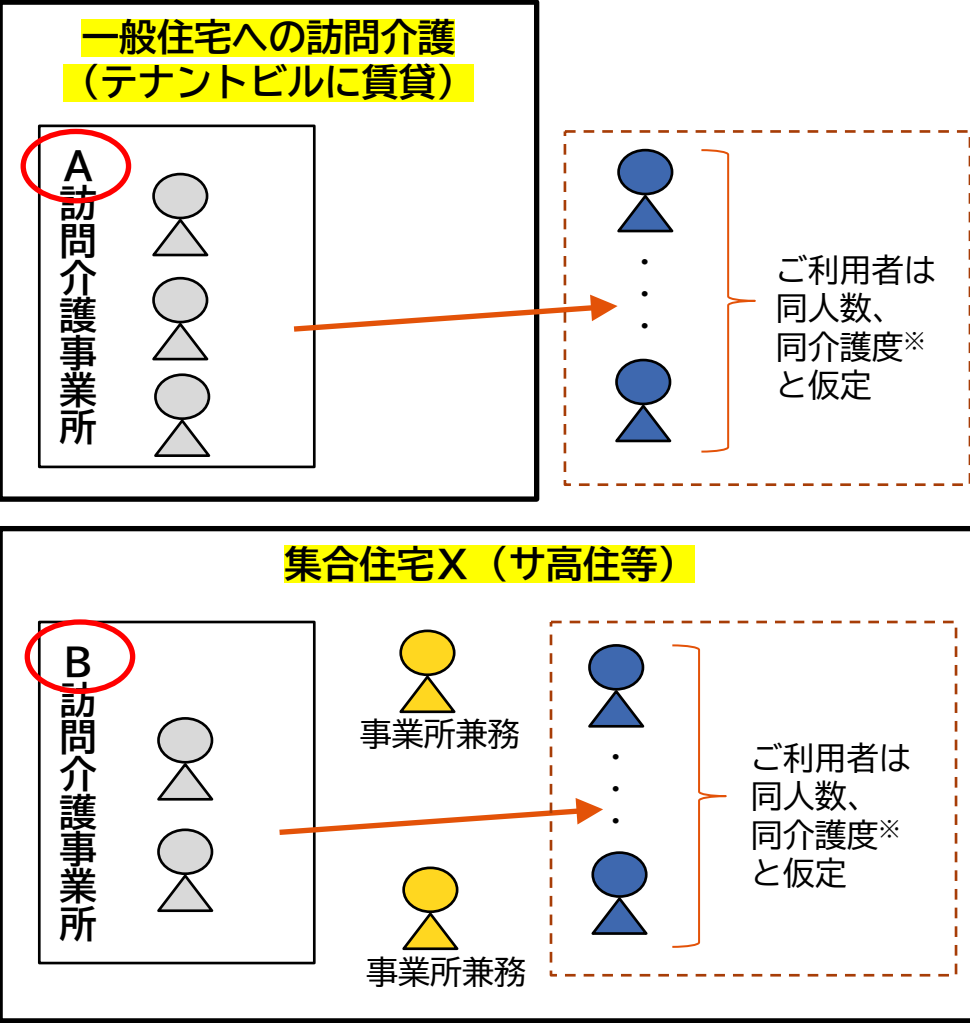 一般住宅への訪問介護
（テナントビルに賃貸）
A訪問介護事業所
・
・
・
ご利用者は
同人数、
同介護度※
と仮定
集合住宅X（サ高住等）
B訪問介護事業所
事業所兼務
事業所兼務
・
・
・
ご利用者は
同人数、
同介護度※
と仮定